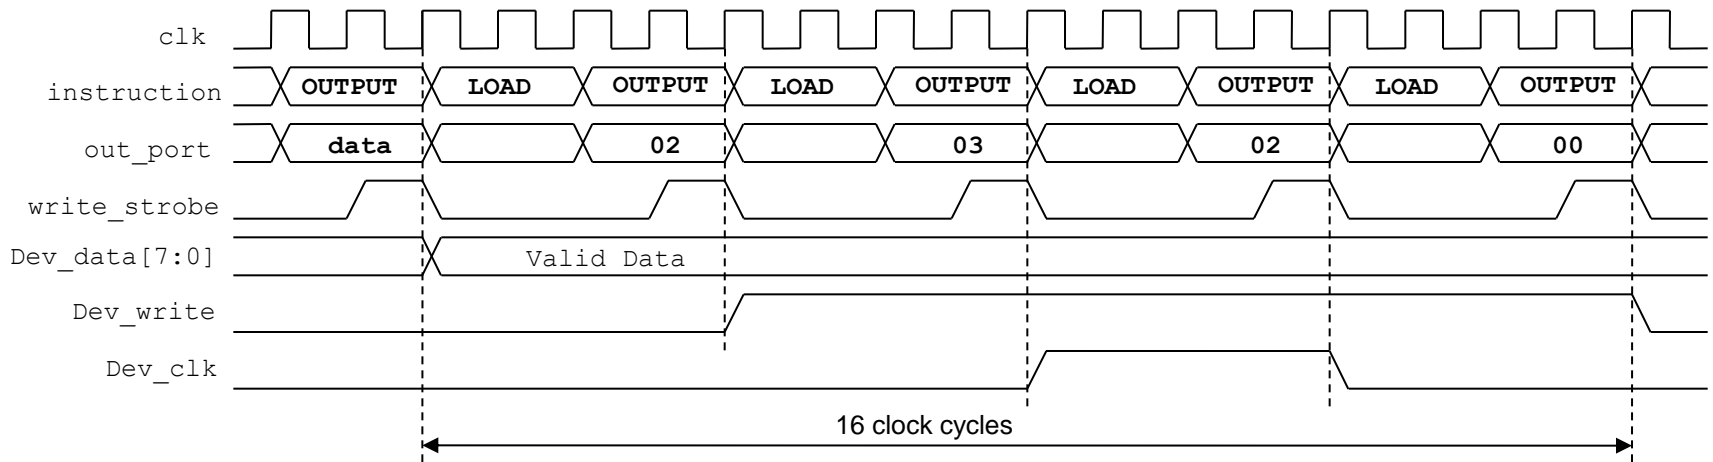 clk
instruction OUTPUT LOAD OUTPUT LOAD OUTPUT LOAD OUTPUT LOAD OUTPUT
out_port data 02 03 02 00
write_strobe
Dev_data[7:0] Valid Data
Dev_write
Dev_clk
16 clock cycles